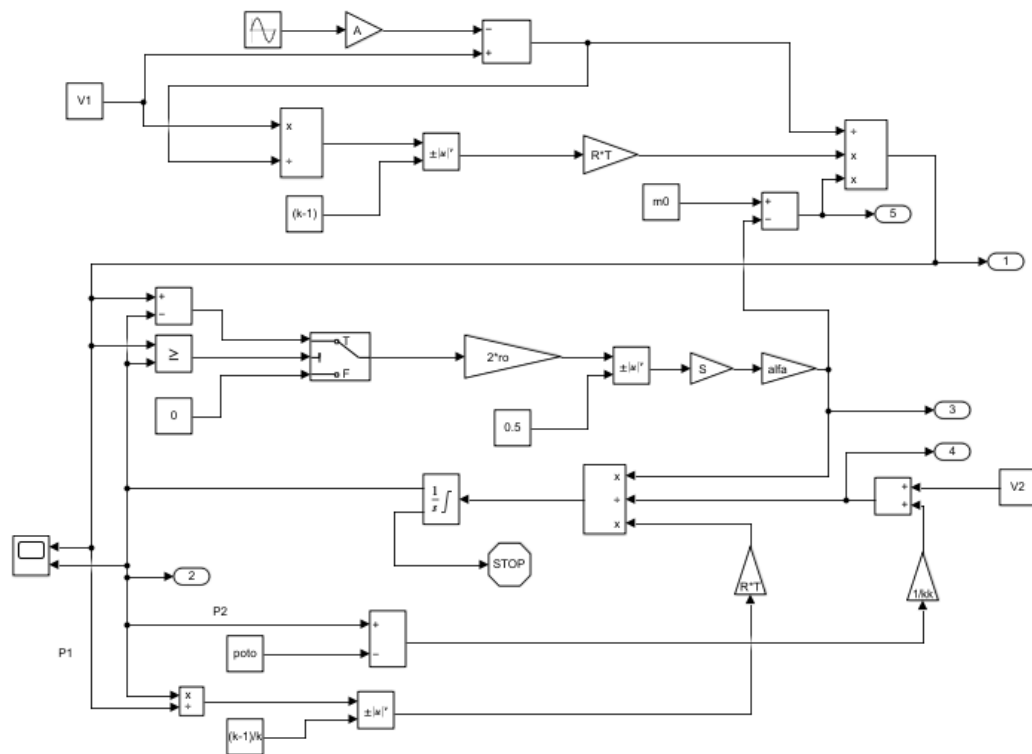 A
−
+
V1
x
÷
±|u|ᵛ
R*T
÷
x
x
(k-1)
m0
+
−
5
1
+
−
≥
T
F
2*ro
±|u|ᵛ
S
alfa
0
0.5
3
4
x
÷
x
+
+
V2
1
s
∫
STOP
2
R*T
1/kk
P2
+
−
poto
P1
x
÷
±|u|ᵛ
(k-1)/k